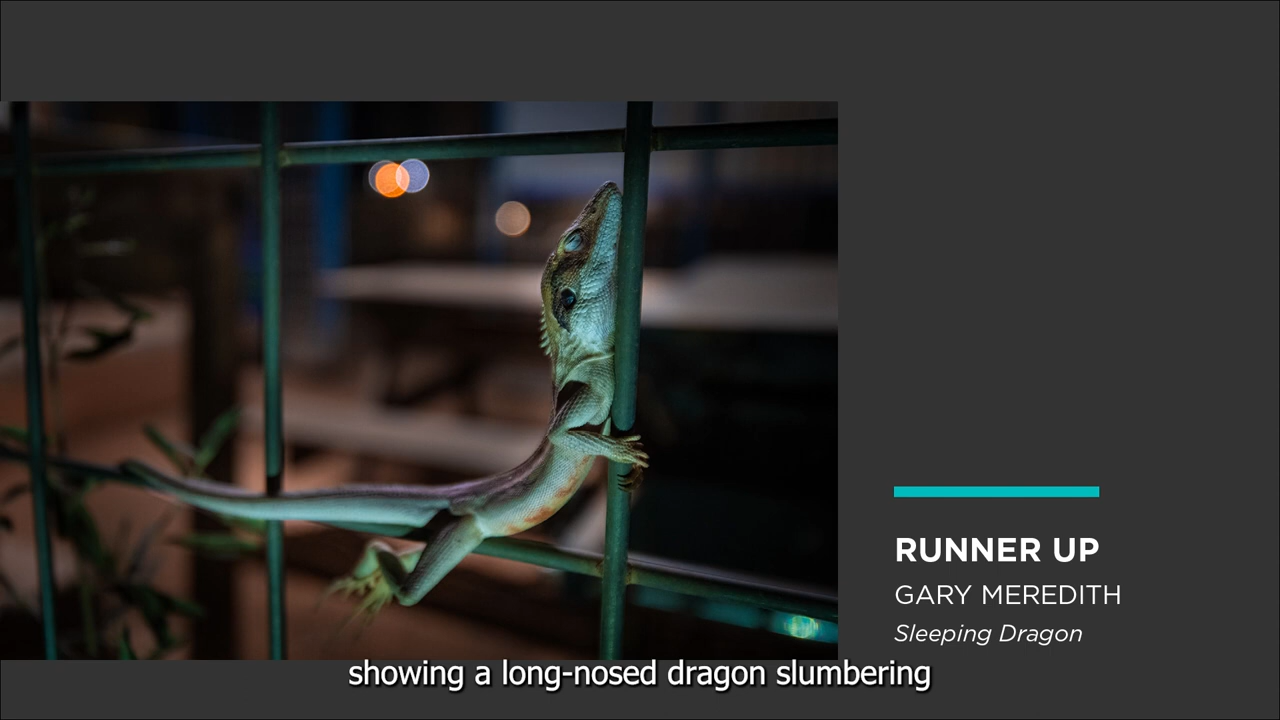 RUNNER UP
GARY MEREDITH
Sleeping Dragon
showing a long-nosed dragon slumbering